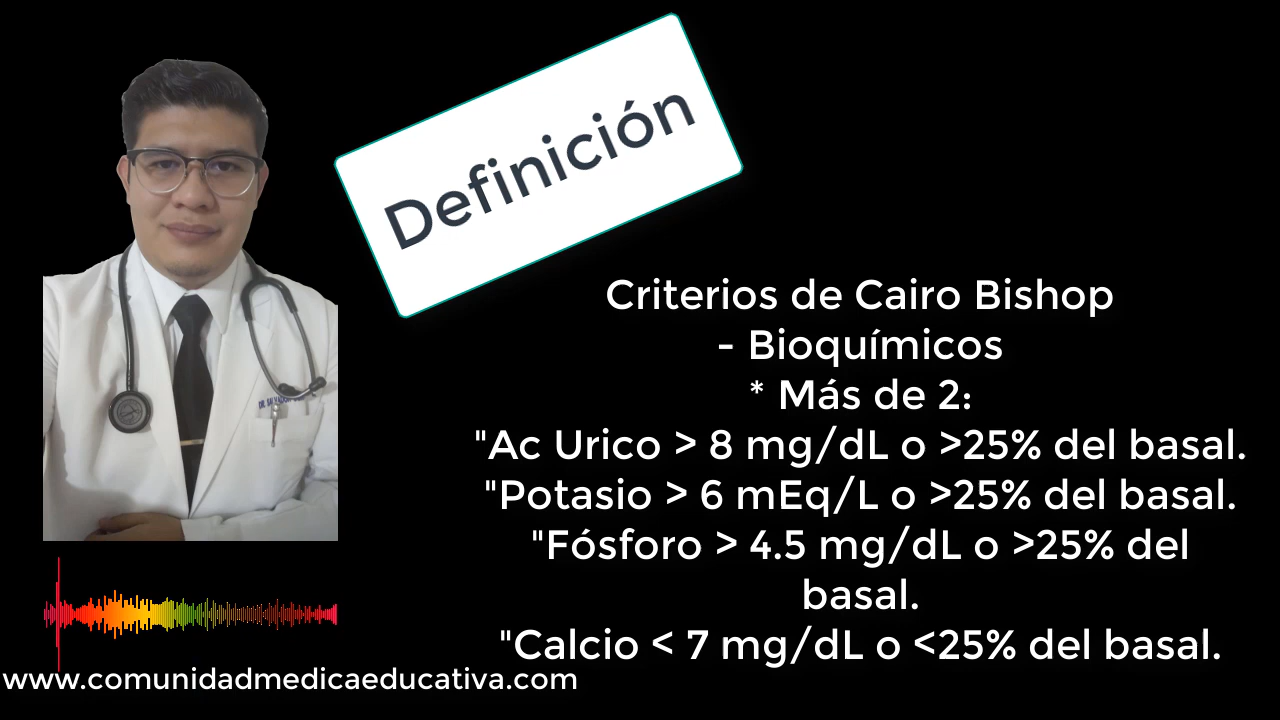 Definición
Criterios de Cairo Bishop
- Bioquímicos
* Más de 2:
"Ac Urico > 8 mg/dL o >25% del basal.
"Potasio > 6 mEq/L o >25% del basal.
"Fósforo > 4.5 mg/dL o >25% del
basal.
"Calcio < 7 mg/dL o <25% del basal.
DR. SALVADOR
www.comunidadmedicaeducativa.com